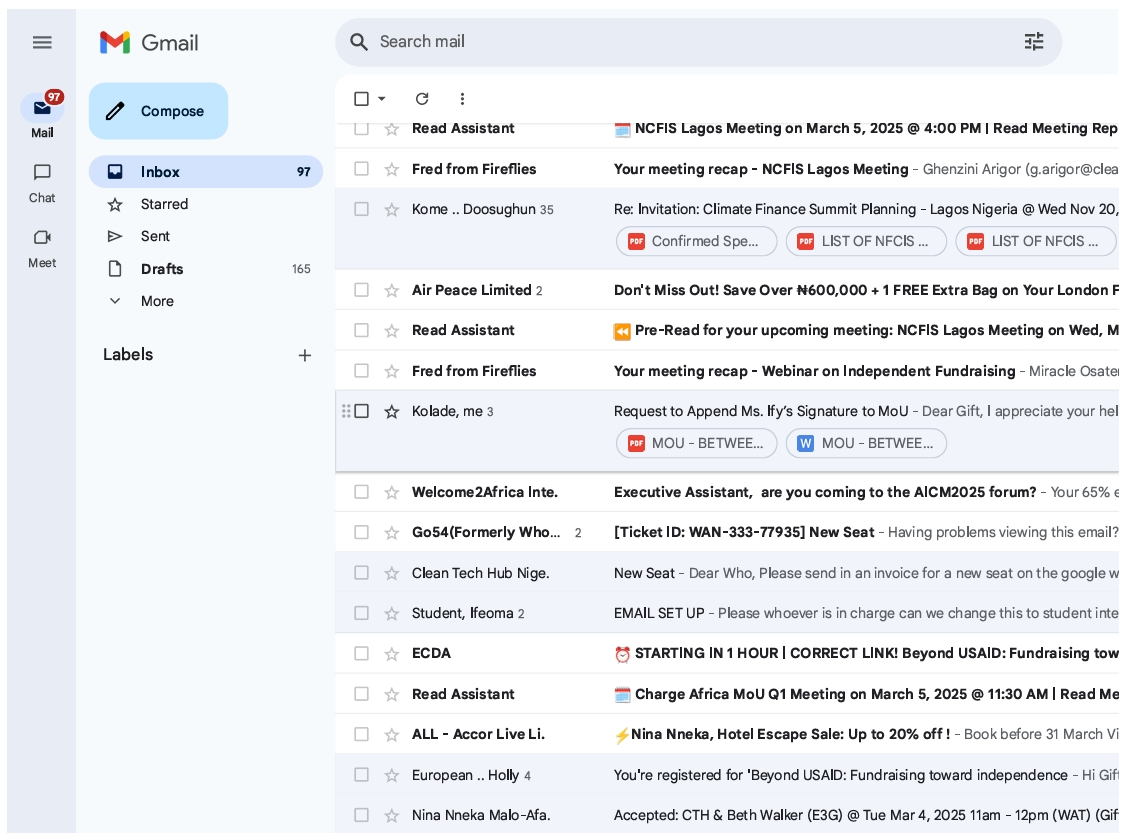 Gmail
Search mail
97
Mail
Chat
Meet
Compose
Inbox 97
Starred
Sent
Drafts 165
More
Labels
Read Assistant 🗓️ NCFIS Lagos Meeting on March 5, 2025 @ 4:00 PM | Read Meeting Rep
Fred from Fireflies Your meeting recap - NCFIS Lagos Meeting - Ghenzini Arigor (g.arigor@clea
Kome .. Doosughun 35 Re: Invitation: Climate Finance Summit Planning - Lagos Nigeria @ Wed Nov 20,
PDF Confirmed Spe... PDF LIST OF NFCIS ... PDF LIST OF NFCIS ...
Air Peace Limited 2 Don't Miss Out! Save Over ₦600,000 + 1 FREE Extra Bag on Your London F
Read Assistant ⏪ Pre-Read for your upcoming meeting: NCFIS Lagos Meeting on Wed, M
Fred from Fireflies Your meeting recap - Webinar on Independent Fundraising - Miracle Osater
Kolade, me 3 Request to Append Ms. Ify's Signature to MoU - Dear Gift, I appreciate your hel
PDF MOU - BETWEE... W MOU - BETWEE...
Welcome2Africa Inte. Executive Assistant, are you coming to the AICM2025 forum? - Your 65% e
Go54(Formerly Who... 2 [Ticket ID: WAN-333-77935] New Seat - Having problems viewing this email?
Clean Tech Hub Nige. New Seat - Dear Who, Please send in an invoice for a new seat on the google w
Student, Ifeoma 2 EMAIL SET UP - Please whoever is in charge can we change this to student inte
ECDA ⏰ STARTING IN 1 HOUR | CORRECT LINK! Beyond USAID: Fundraising tow
Read Assistant 🗓️ Charge Africa MoU Q1 Meeting on March 5, 2025 @ 11:30 AM | Read Me
ALL - Accor Live Li. ⚡Nina Nneka, Hotel Escape Sale: Up to 20% off ! - Book before 31 March Vi
European .. Holly 4 You're registered for 'Beyond USAID: Fundraising toward independence - Hi Gif
Nina Nneka Malo-Afa. Accepted: CTH & Beth Walker (E3G) @ Tue Mar 4, 2025 11am - 12pm (WAT) (Gif